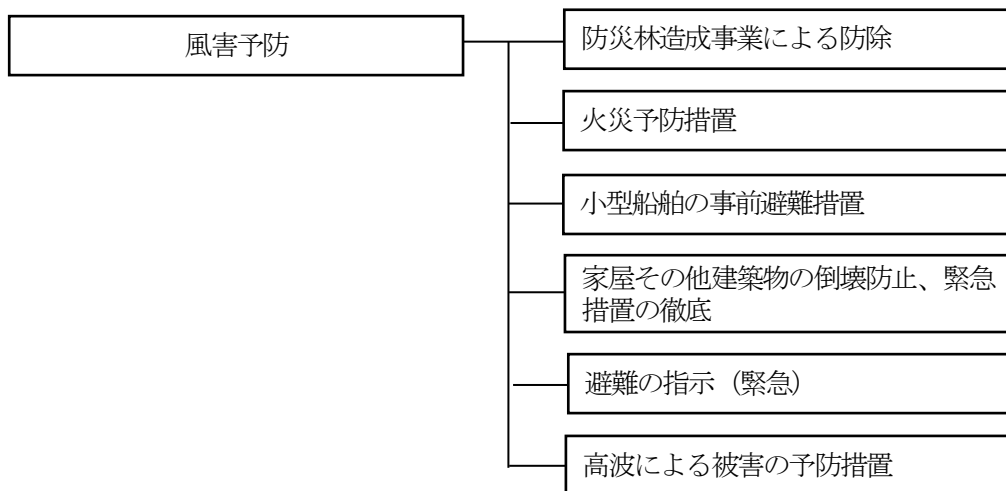 風害予防
防災林造成事業による防除
火災予防措置
小型船舶の事前避難措置
家屋その他建築物の倒壊防止、緊急
措置の徹底
避難の指示（緊急）
高波による被害の予防措置